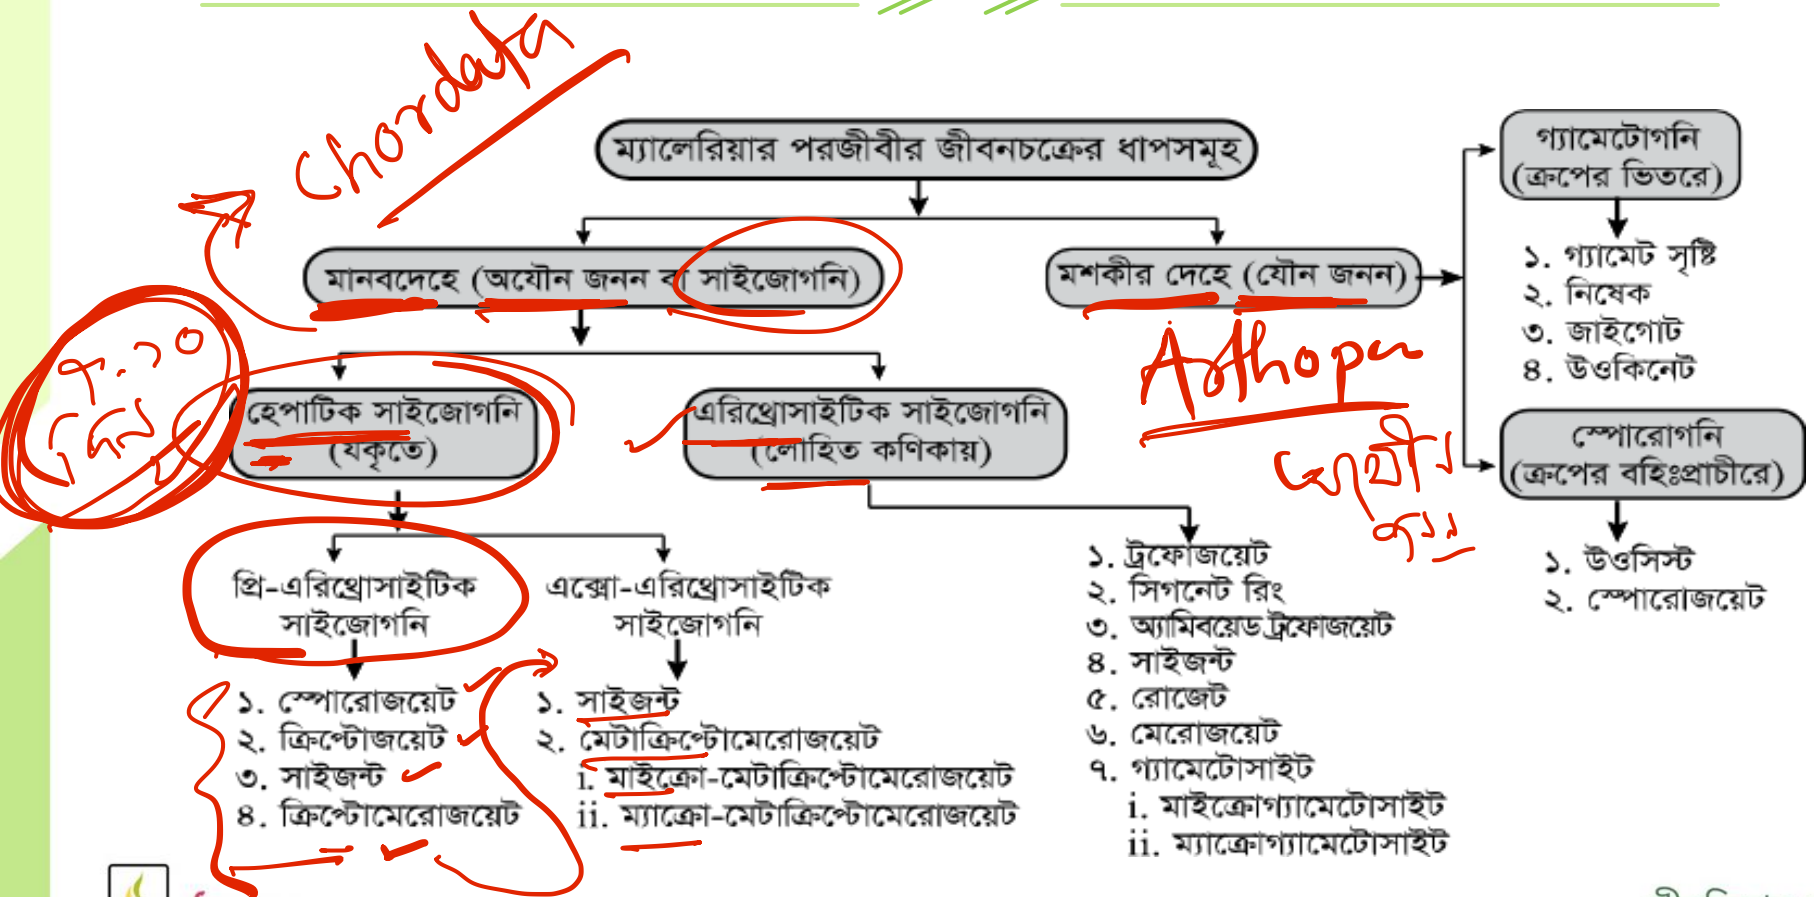 Chordata
ম্যালেরিয়ার পরজীবীর জীবনচক্রের ধাপসমূহ
মানবদেহে (অযৌন জনন বা সাইজোগনি)
মশকীর দেহে (যৌন জনন)
গ্যামেটোগনি
(ক্রপের ভিতরে)
১. গ্যামেট সৃষ্টি
২. নিষেক
৩. জাইগোট
৪. উওকিনেট
স্পোরোগনি
(ক্রপের বহিঃপ্রাচীরে)
১. উওসিস্ট
২. স্পোরোজয়েট
হেপাটিক সাইজোগনি
(যকৃতে)
এরিথ্রোসাইটিক সাইজোগনি
(লোহিত কণিকায়)
প্রি-এরিথ্রোসাইটিক
সাইজোগনি
১. স্পোরোজয়েট
২. ক্রিপ্টোজয়েট
৩. সাইজন্ট
৪. ক্রিপ্টোমেরোজয়েট
এক্সো-এরিথ্রোসাইটিক
সাইজোগনি
১. সাইজন্ট
২. মেটাক্রিপ্টোমেরোজয়েট
i. মাইক্রো-মেটাক্রিপ্টোমেরোজয়েট
ii. ম্যাক্রো-মেটাক্রিপ্টোমেরোজয়েট
১. ট্রফোজয়েট
২. সিগনেট রিং
৩. অ্যামিবয়েড ট্রফোজয়েট
৪. সাইজন্ট
৫. রোজেট
৬. মেরোজয়েট
৭. গ্যামেটোসাইট
i. মাইক্রোগ্যামেটোসাইট
ii. ম্যাক্রোগ্যামেটোসাইট